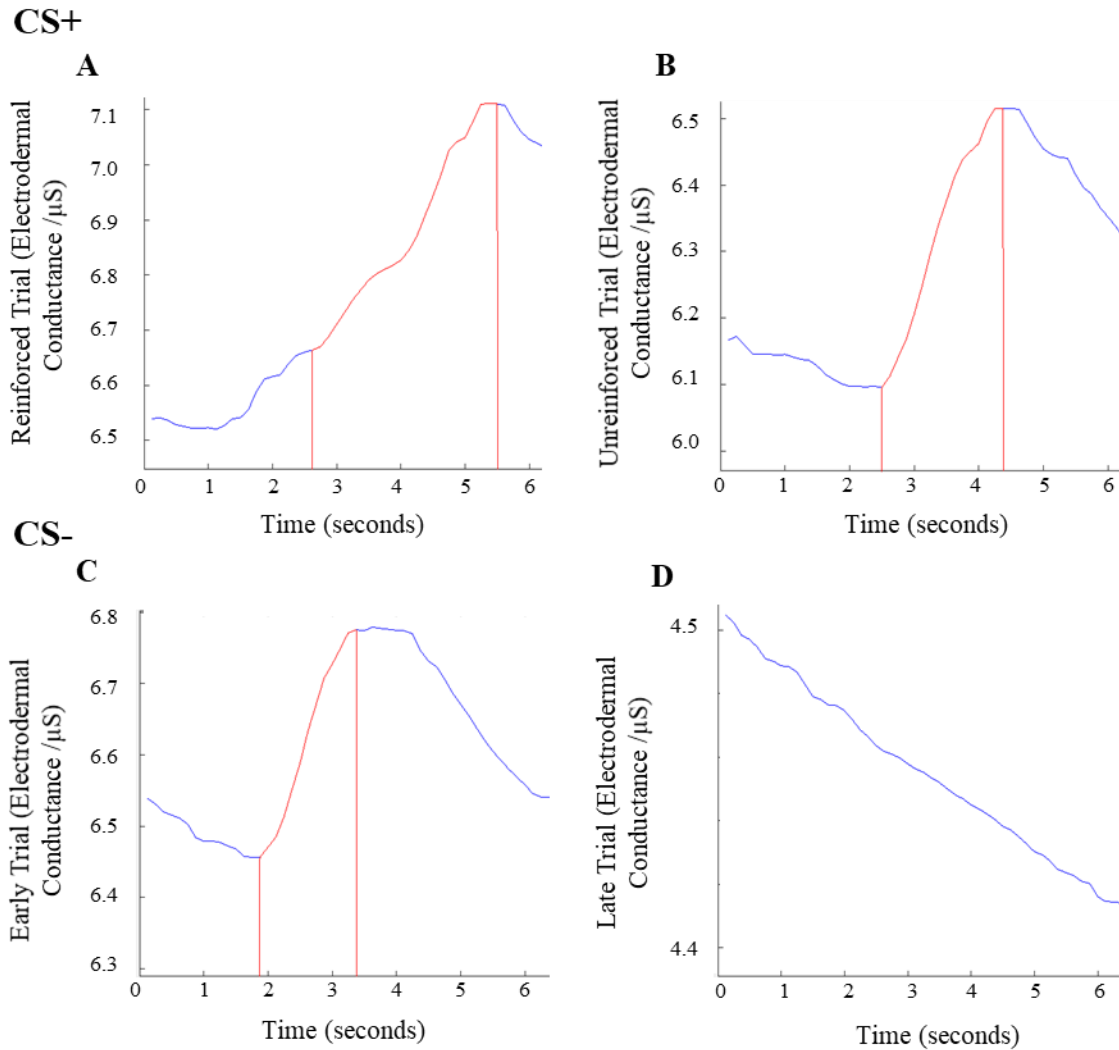 CS+
A
Reinforced Trial (Electrodermal
Conductance /µS)
7.1
7.0
6.9
6.8
6.7
6.6
6.5
0 1 2 3 4 5 6
Time (seconds)
B
Unreinforced Trial (Electrodermal
Conductance /µS)
6.5
6.4
6.3
6.2
6.1
6.0
0 1 2 3 4 5 6
Time (seconds)
CS-
C
Early Trial (Electrodermal
Conductance /µS)
6.8
6.7
6.6
6.5
6.4
6.3
0 1 2 3 4 5 6
Time (seconds)
D
Late Trial (Electrodermal
Conductance /µS)
4.5
4.4
0 1 2 3 4 5 6
Time (seconds)